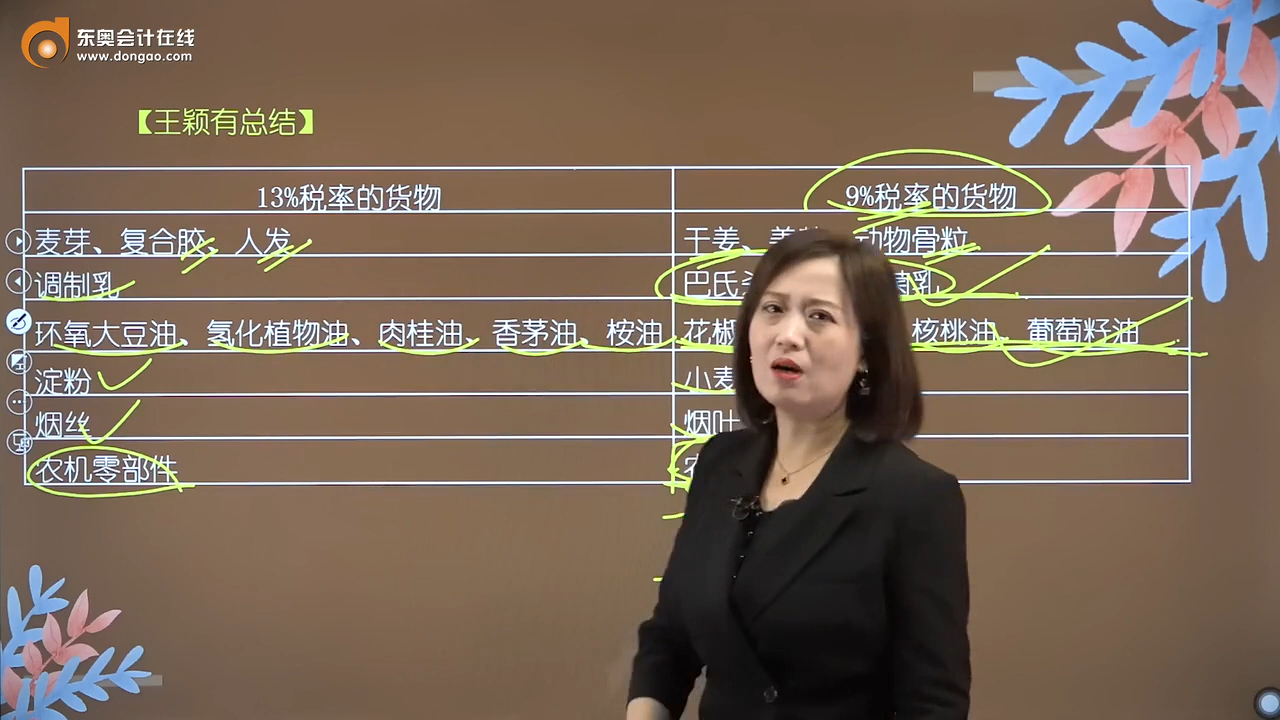 东奥会计在线
www.dongao.com
【王颖有总结】
13%税率的货物 9%税率的货物
麦芽、复合胶、人发 干姜、姜 动物骨粒
调制乳 巴氏 菌乳
环氧大豆油、氢化植物油、肉桂油、香茅油、桉油 花椒 核桃油、葡萄籽油
淀粉 小麦
烟丝 烟叶
农机零部件 农